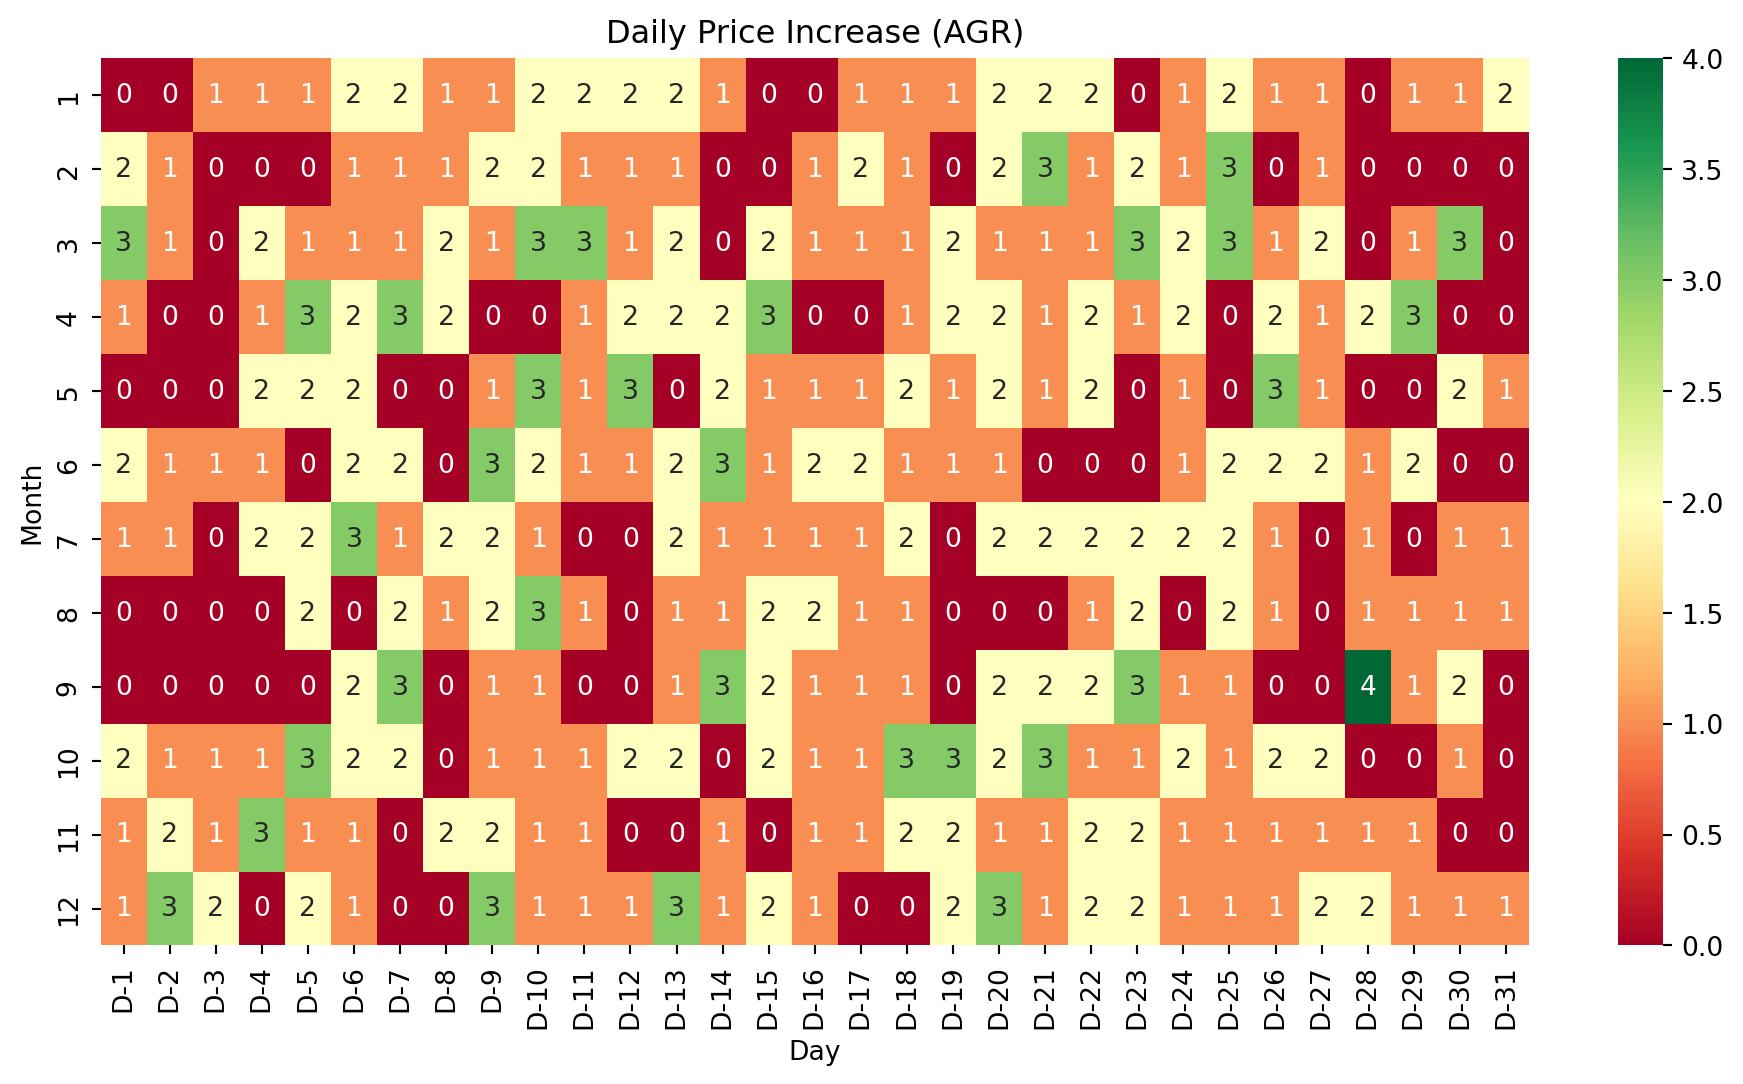 Daily Price Increase (AGR)
1 0 0 1 1 1 2 2 1 1 2 2 2 2 1 0 0 1 1 1 2 2 2 0 1 2 1 1 0 1 1 2
2 2 1 0 0 0 1 1 1 2 2 1 1 1 0 0 1 2 1 0 2 3 1 2 1 3 0 1 0 0 0 0
3 3 1 0 2 1 1 1 2 1 3 3 1 2 0 2 1 1 1 2 1 1 1 3 2 3 1 2 0 1 3 0
4 1 0 0 1 3 2 3 2 0 0 1 2 2 2 3 0 0 1 2 2 1 2 1 2 0 2 1 2 3 0 0
5 0 0 0 2 2 2 0 0 1 3 1 3 0 2 1 1 1 2 1 2 1 2 0 1 0 3 1 0 0 2 1
6 2 1 1 1 0 2 2 0 3 2 1 1 2 3 1 2 2 1 1 1 0 0 0 1 2 2 2 1 2 0 0
7 1 1 0 2 2 3 1 2 2 1 0 0 2 1 1 1 1 2 0 2 2 2 2 2 2 1 0 1 0 1 1
8 0 0 0 0 2 0 2 1 2 3 1 0 1 1 2 2 1 1 0 0 0 1 2 0 2 1 0 1 1 1 1
9 0 0 0 0 0 2 3 0 1 1 0 0 1 3 2 1 1 1 0 2 2 2 3 1 1 0 0 4 1 2 0
10 2 1 1 1 3 2 2 0 1 1 1 2 2 0 2 1 1 3 3 2 3 1 1 2 1 2 2 0 0 1 0
11 1 2 1 3 1 1 0 2 2 1 1 0 0 1 0 1 1 2 2 1 1 2 2 1 1 1 1 1 1 0 0
12 1 3 2 0 2 1 0 0 3 1 1 1 3 1 2 1 0 0 2 3 1 2 2 1 1 1 2 2 1 1 1
Month
D-1 D-2 D-3 D-4 D-5 D-6 D-7 D-8 D-9 D-10 D-11 D-12 D-13 D-14 D-15 D-16 D-17 D-18 D-19 D-20 D-21 D-22 D-23 D-24 D-25 D-26 D-27 D-28 D-29 D-30 D-31
Day
4.0
3.5
3.0
2.5
2.0
1.5
1.0
0.5
0.0